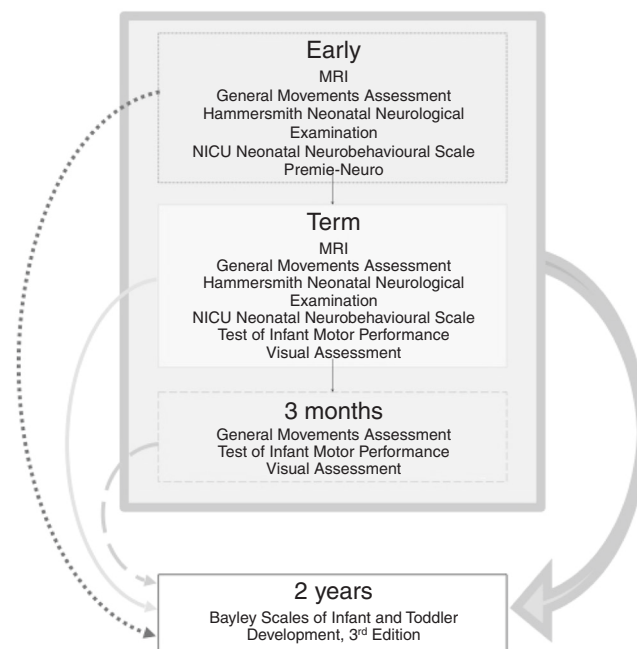 Early
MRI
General Movements Assessment
Hammersmith Neonatal Neurological
Examination
NICU Neonatal Neurobehavioural Scale
Premie-Neuro
Term
MRI
General Movements Assessment
Hammersmith Neonatal Neurological
Examination
NICU Neonatal Neurobehavioural Scale
Test of Infant Motor Performance
Visual Assessment
3 months
General Movements Assessment
Test of Infant Motor Performance
Visual Assessment
2 years
Bayley Scales of Infant and Toddler
Development, 3rd Edition